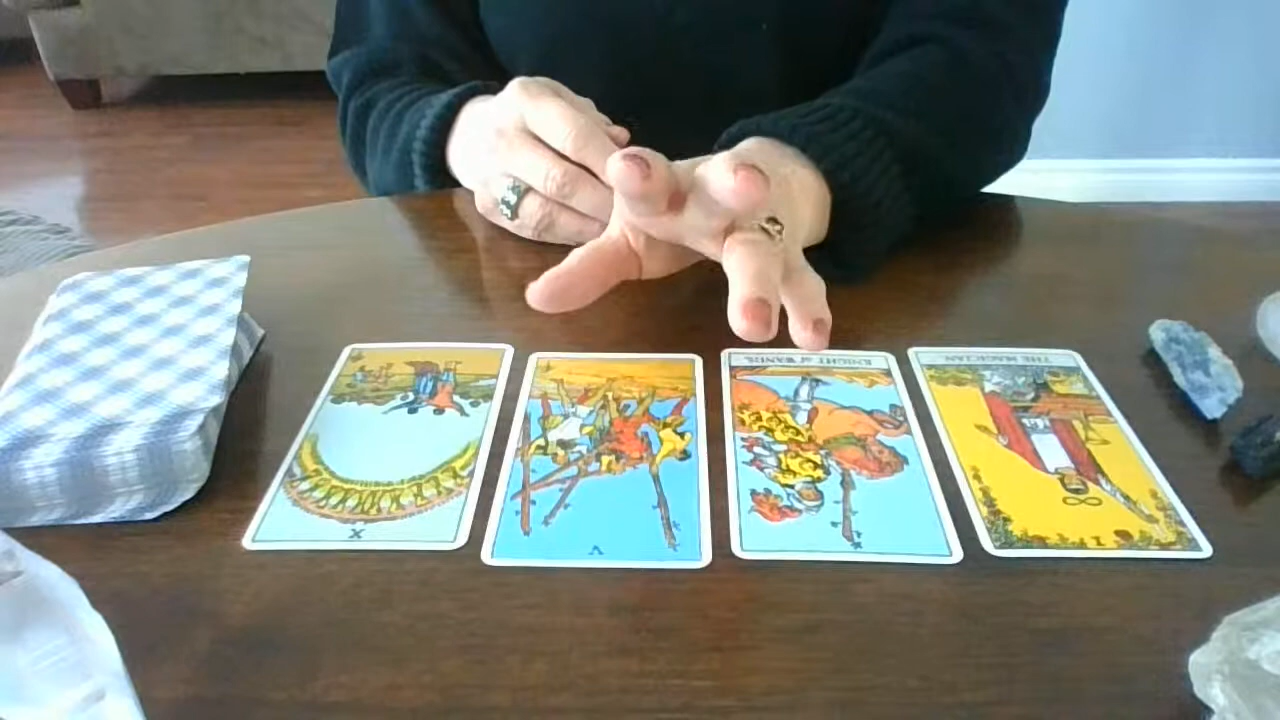 X
V
KNIGHT of WANDS.
THE MAGICIAN.
I